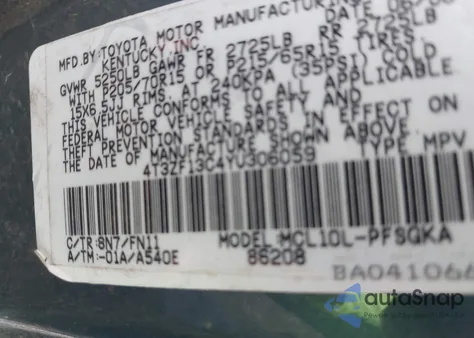 MFD.BY:TOYOTA MOTOR MANUFACTURING
KENTUCKY,INC.
GVWR 5250LB GAWR FR 2725LB RR 2725LB
WITH P205/70R15 OR P215/65R15 TIRES,
15X6.5JJ RIMS, AT 240KPA (35PSI) COLD
THIS VEHICLE CONFORMS TO ALL APPLICABLE
FEDERAL MOTOR VEHICLE SAFETY AND
THEFT PREVENTION STANDARDS IN EFFECT ON
THE DATE OF MANUFACTURE SHOWN ABOVE.
4T3ZF13C4YU306059 TYPE:MPV
C/TR:8N7/FN11 MODEL:MCL10L-PFSGKA
A/TM:-01A/A540E 86208
BA04106
autoSnap